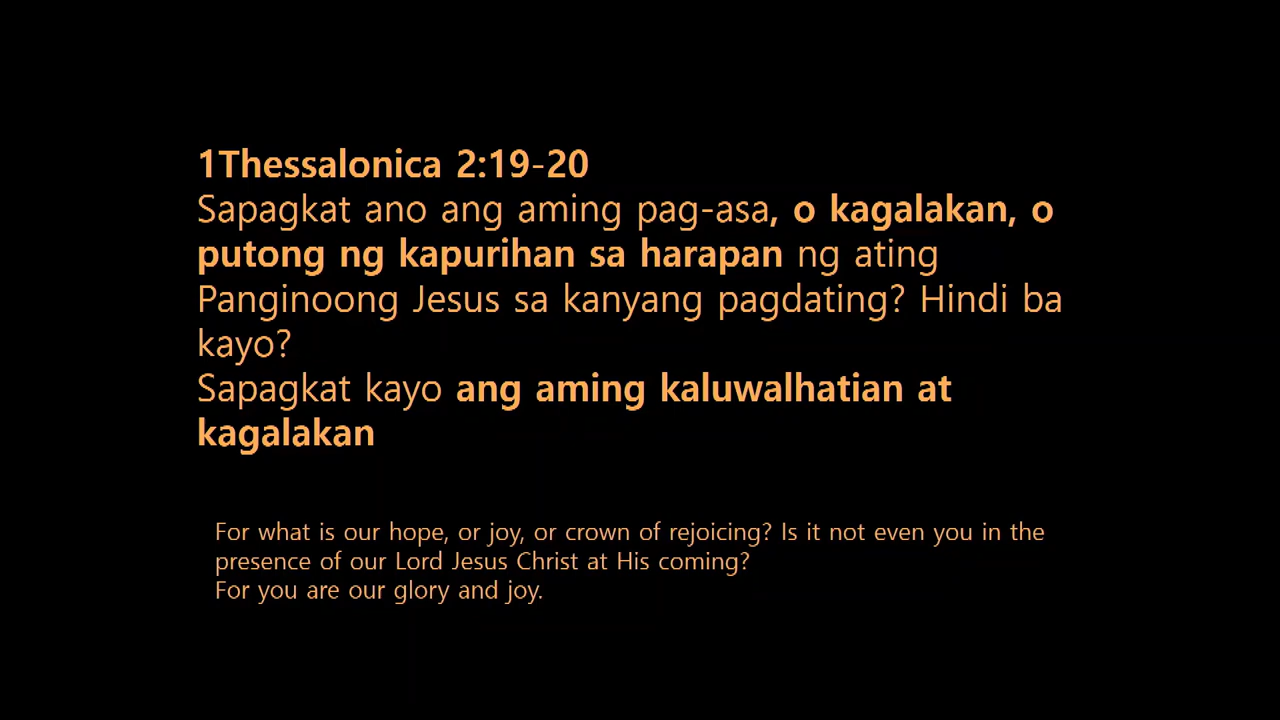 1Thessalonica 2:19-20
Sapagkat ano ang aming pag-asa, o kagalakan, o
putong ng kapurihan sa harapan ng ating
Panginoong Jesus sa kanyang pagdating? Hindi ba
kayo?
Sapagkat kayo ang aming kaluwalhatian at
kagalakan
For what is our hope, or joy, or crown of rejoicing? Is it not even you in the
presence of our Lord Jesus Christ at His coming?
For you are our glory and joy.